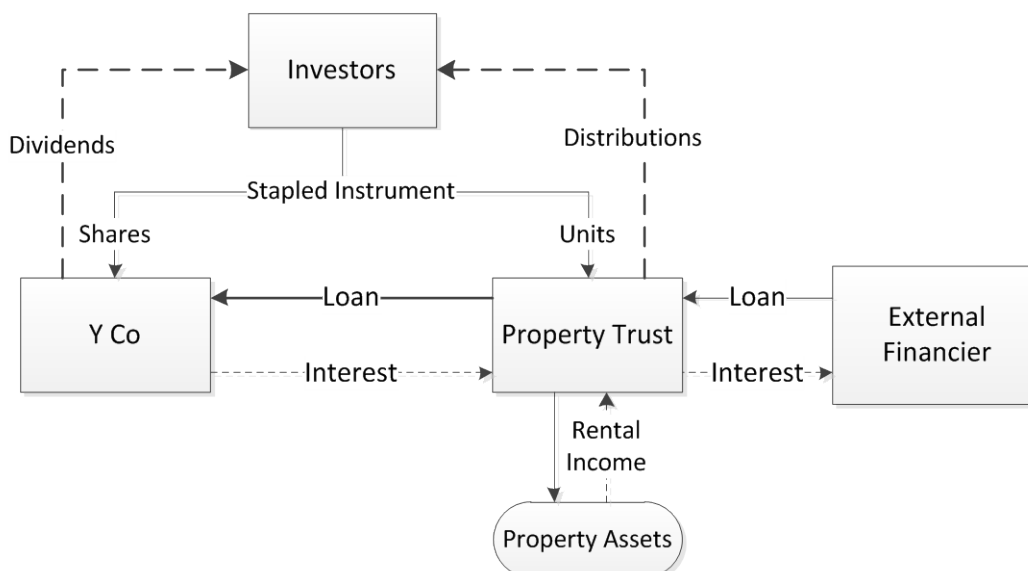 Investors
Dividends
Distributions
Stapled Instrument
Shares
Units
Y Co
Loan
Property Trust
Loan
External
Financier
Interest
Interest
Rental
Income
Property Assets